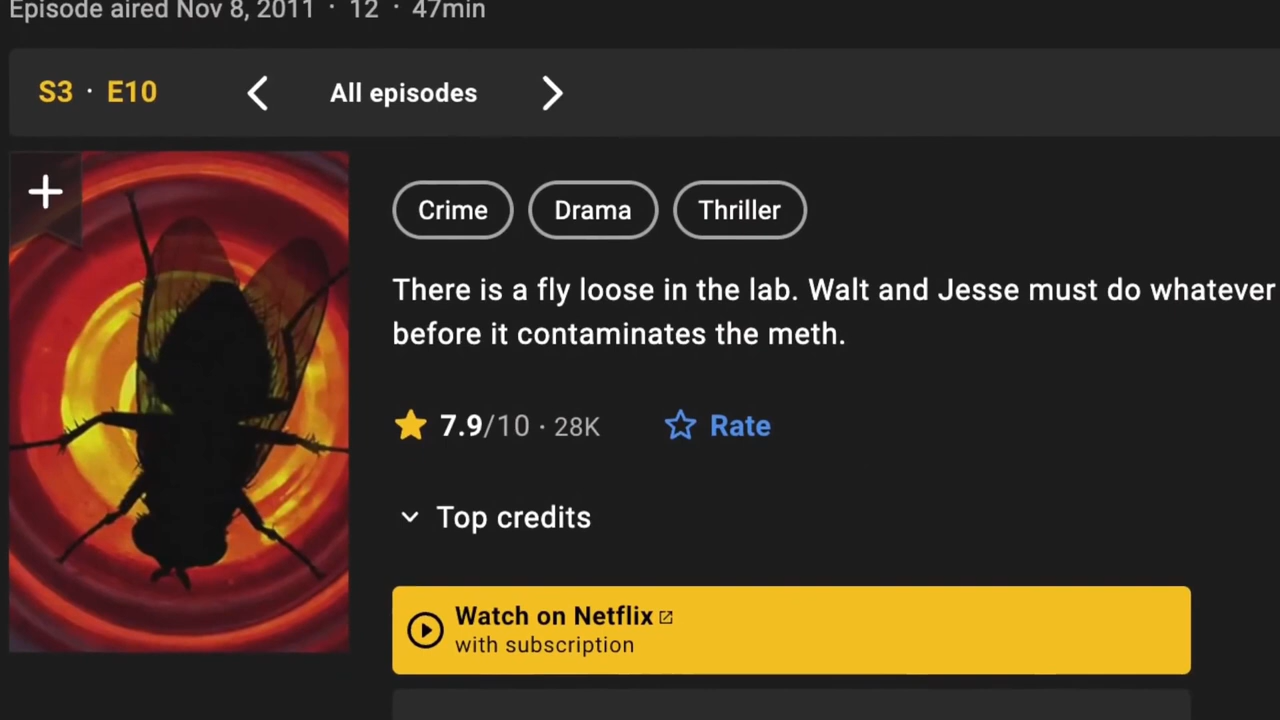 Episode aired Nov 8, 2011 · 12 · 47min
S3 · E10
All episodes
Crime
Drama
Thriller
There is a fly loose in the lab. Walt and Jesse must do whatever
before it contaminates the meth.
7.9/10 · 28K
Rate
Top credits
Watch on Netflix
with subscription